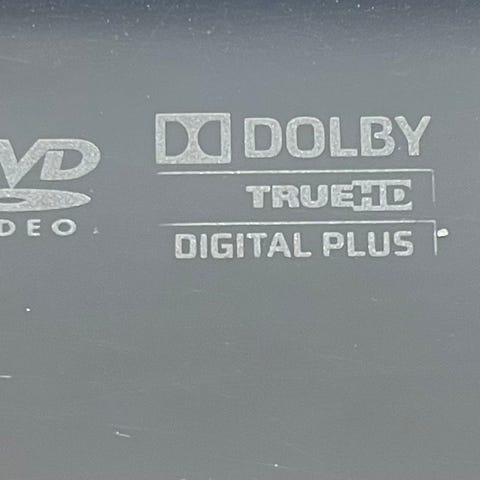 VD
DOLBY
TRUEHD
DIGITAL PLUS
DEO